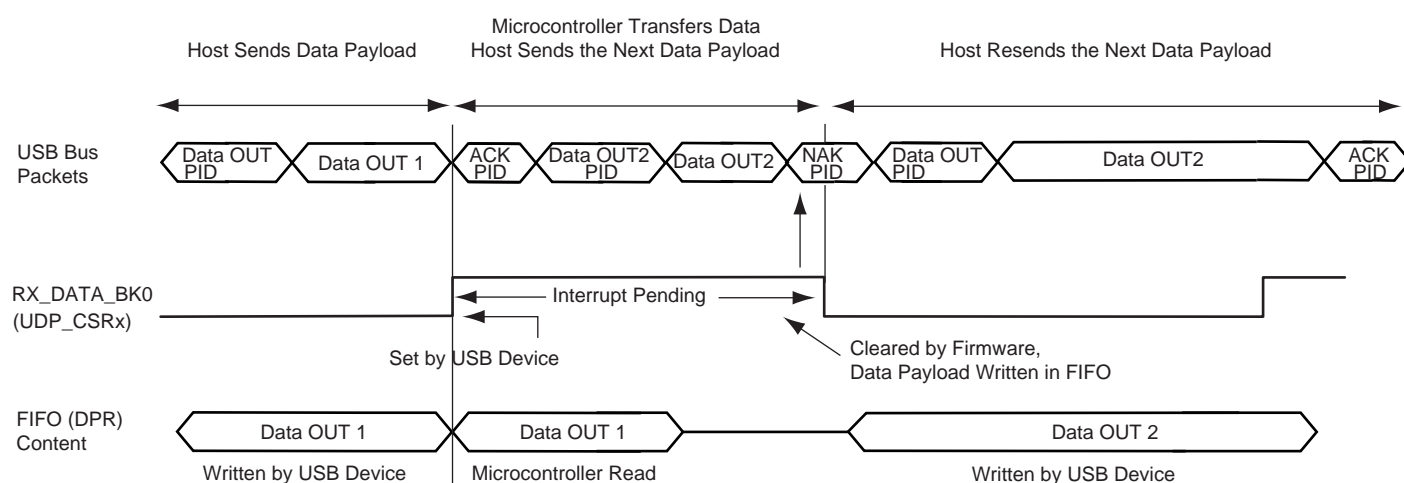 Microcontroller Transfers Data
Host Sends Data Payload
Host Sends the Next Data Payload
Host Resends the Next Data Payload
USB Bus
Packets
Data OUT
PID
Data OUT 1
ACK
PID
Data OUT2
PID
Data OUT2
NAK
PID
Data OUT
PID
Data OUT2
ACK
PID
RX_DATA_BK0
(UDP_CSRx)
Interrupt Pending
Set by USB Device
Cleared by Firmware,
Data Payload Written in FIFO
FIFO (DPR)
Content
Data OUT 1
Data OUT 1
Data OUT 2
Written by USB Device
Microcontroller Read
Written by USB Device